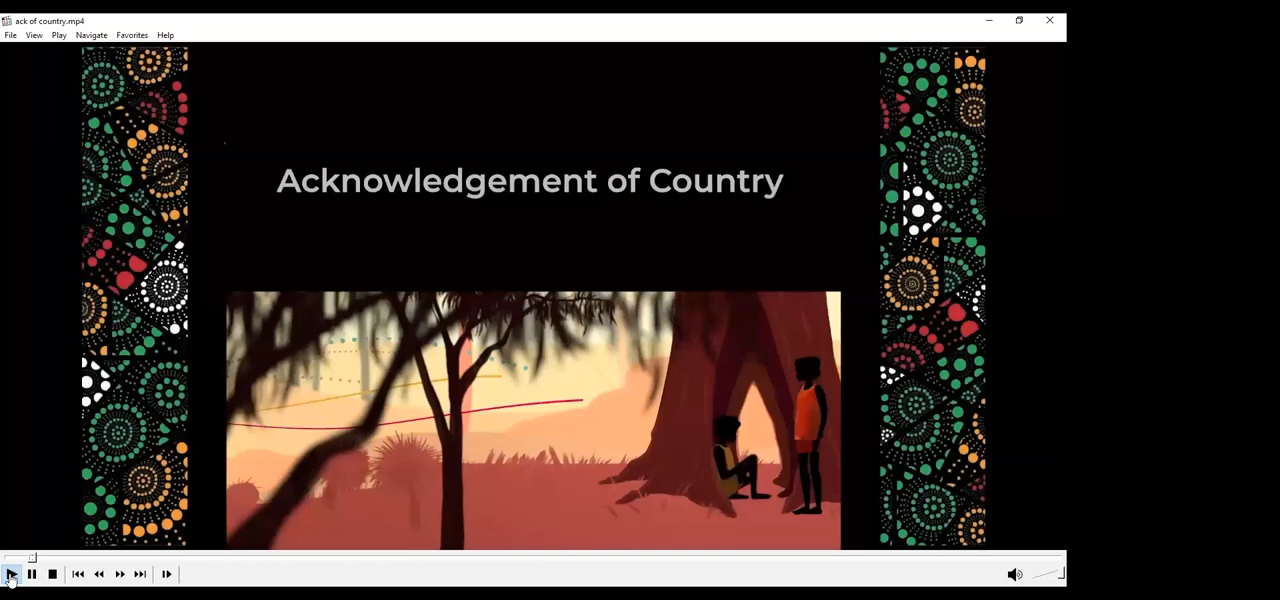 ack of country.mp4
File View Play Navigate Favorites Help
Acknowledgement of Country